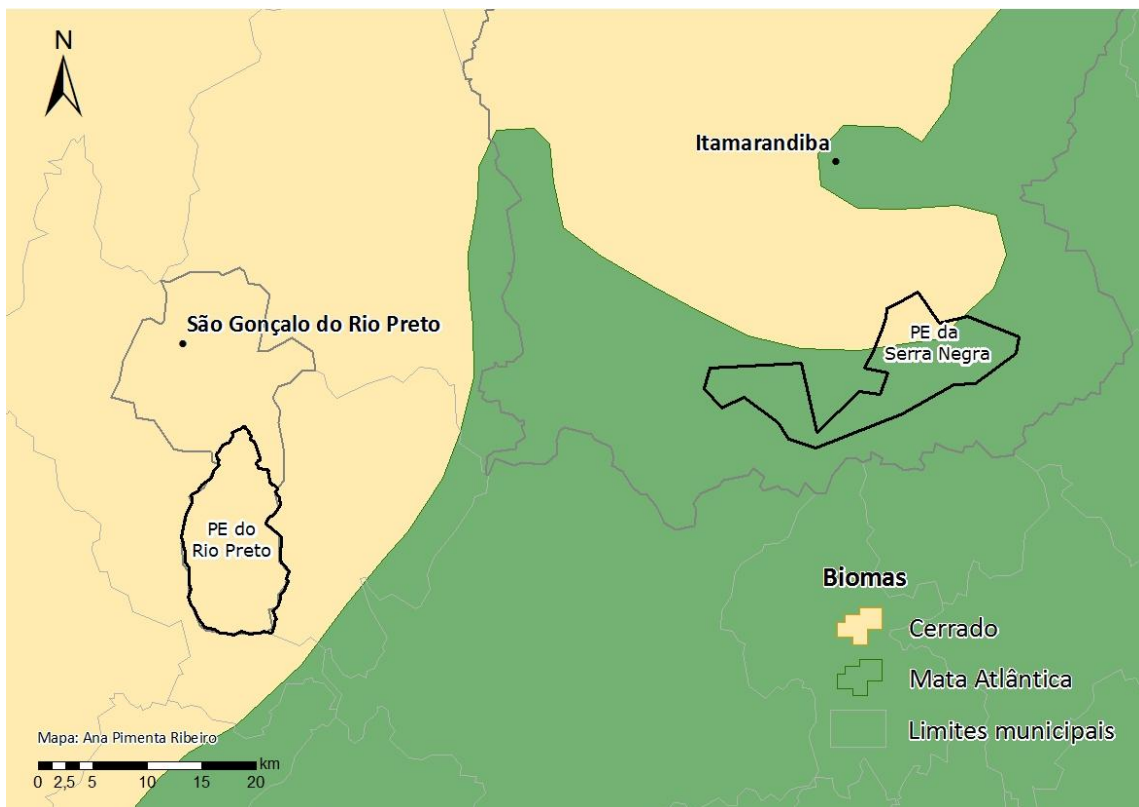 N
Itamarandiba
São Gonçalo do Rio Preto
PE da
Serra Negra
PE do
Rio Preto
Biomas
Cerrado
Mata Atlântica
Limites municipais
Mapa: Ana Pimenta Ribeiro
km
0 2,5 5 10 15 20